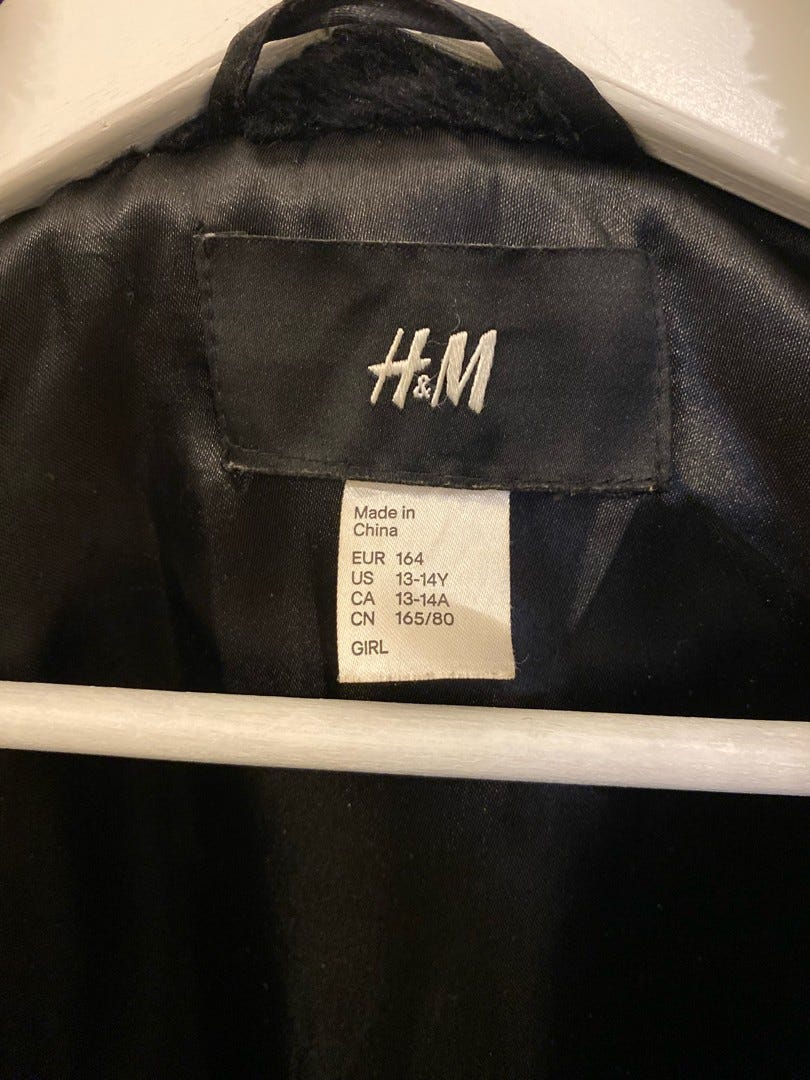 H&M
Made in
China
EUR 164
US 13-14Y
CA 13-14A
CN 165/80
GIRL